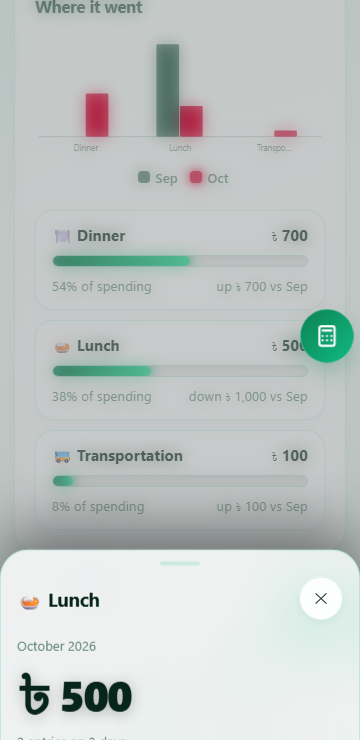 Where it went
Dinner Lunch Transpo...
Sep Oct
Dinner ৳ 700
54% of spending up ৳ 700 vs Sep
Lunch ৳ 500
38% of spending down ৳ 1,000 vs Sep
Transportation ৳ 100
8% of spending up ৳ 100 vs Sep
Lunch
October 2026
৳ 500